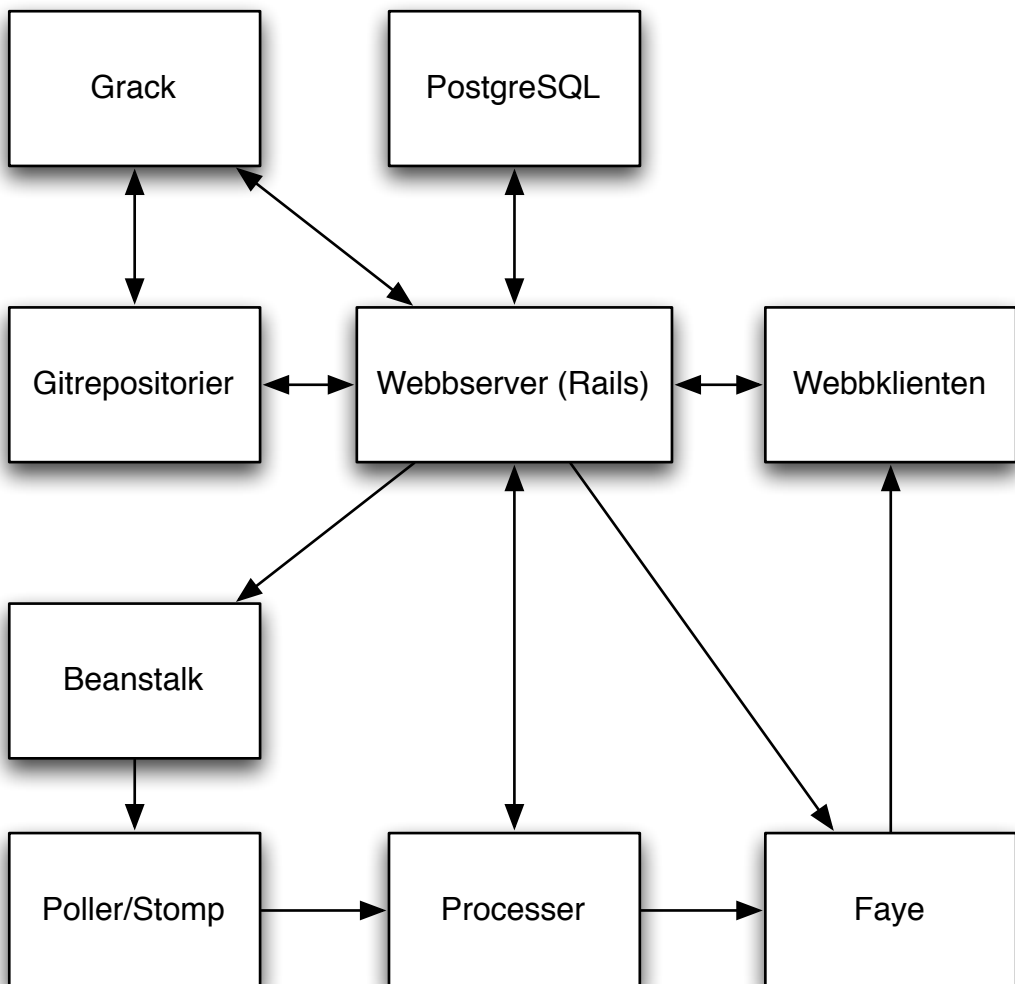 Grack
PostgreSQL
Gitrepositorier
Webbserver (Rails)
Webbklienten
Beanstalk
Poller/Stomp
Processer
Faye